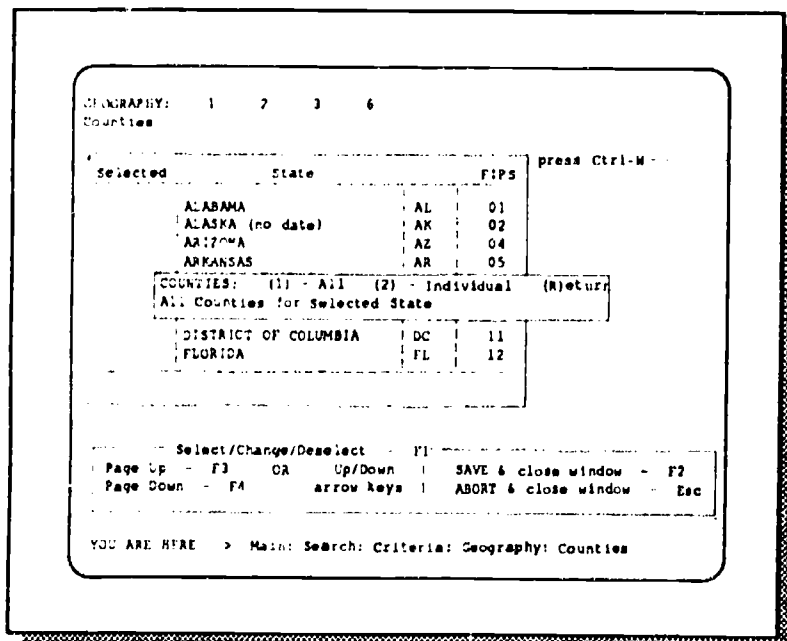 GEOGRAPHY: 1 2 3 6
Counties
press Ctrl-W
Selected State FIPS
ALABAMA AL 01
ALASKA (no date) AK 02
ARIZONA AZ 04
ARKANSAS AR 05
COUNTIES: (1) - All (2) - Individual (R)eturn
All Counties for Selected State
DISTRICT OF COLUMBIA DC 11
FLORIDA FL 12
Select/Change/Deselect - F1
Page Up - F3 OR Up/Down SAVE & close window - F2
Page Down - F4 arrow keys ABORT & close window - Esc
YOU ARE HERE > Main: Search: Criteria: Geography: Counties